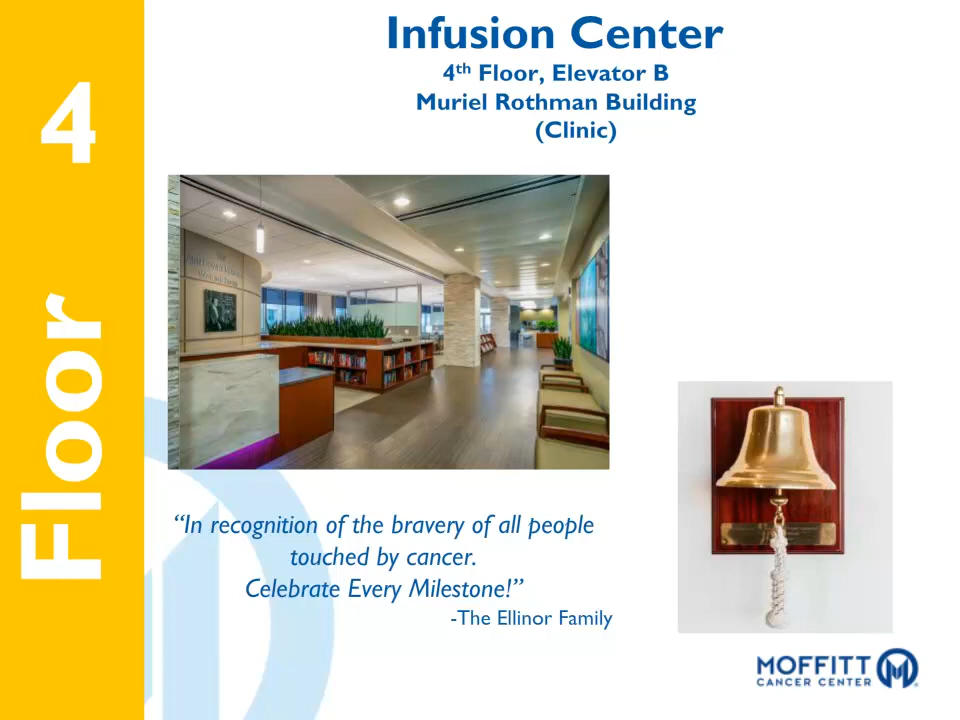 Infusion Center
4th Floor, Elevator B
Muriel Rothman Building
(Clinic)
Floor 4
“In recognition of the bravery of all people
touched by cancer.
Celebrate Every Milestone!”
-The Ellinor Family
MOFFITT
CANCER CENTER